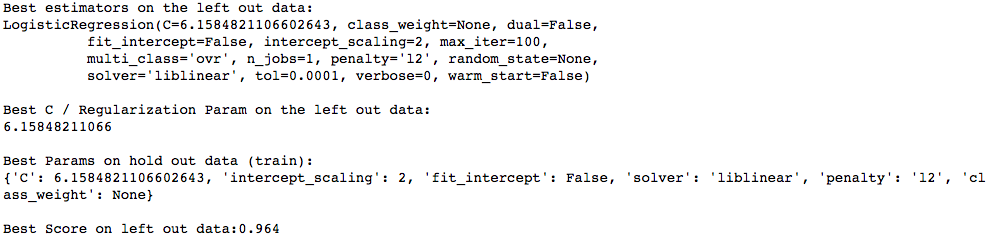 Best estimators on the left out data:
LogisticRegression(C=6.1584821106602643, class_weight=None, dual=False,
          fit_intercept=False, intercept_scaling=2, max_iter=100,
          multi_class='ovr', n_jobs=1, penalty='l2', random_state=None,
          solver='liblinear', tol=0.0001, verbose=0, warm_start=False)

Best C / Regularization Param on the left out data:
6.15848211066

Best Params on hold out data (train):
{'C': 6.1584821106602643, 'intercept_scaling': 2, 'fit_intercept': False, 'solver': 'liblinear', 'penalty': 'l2', 'cl
ass_weight': None}

Best Score on left out data:0.964